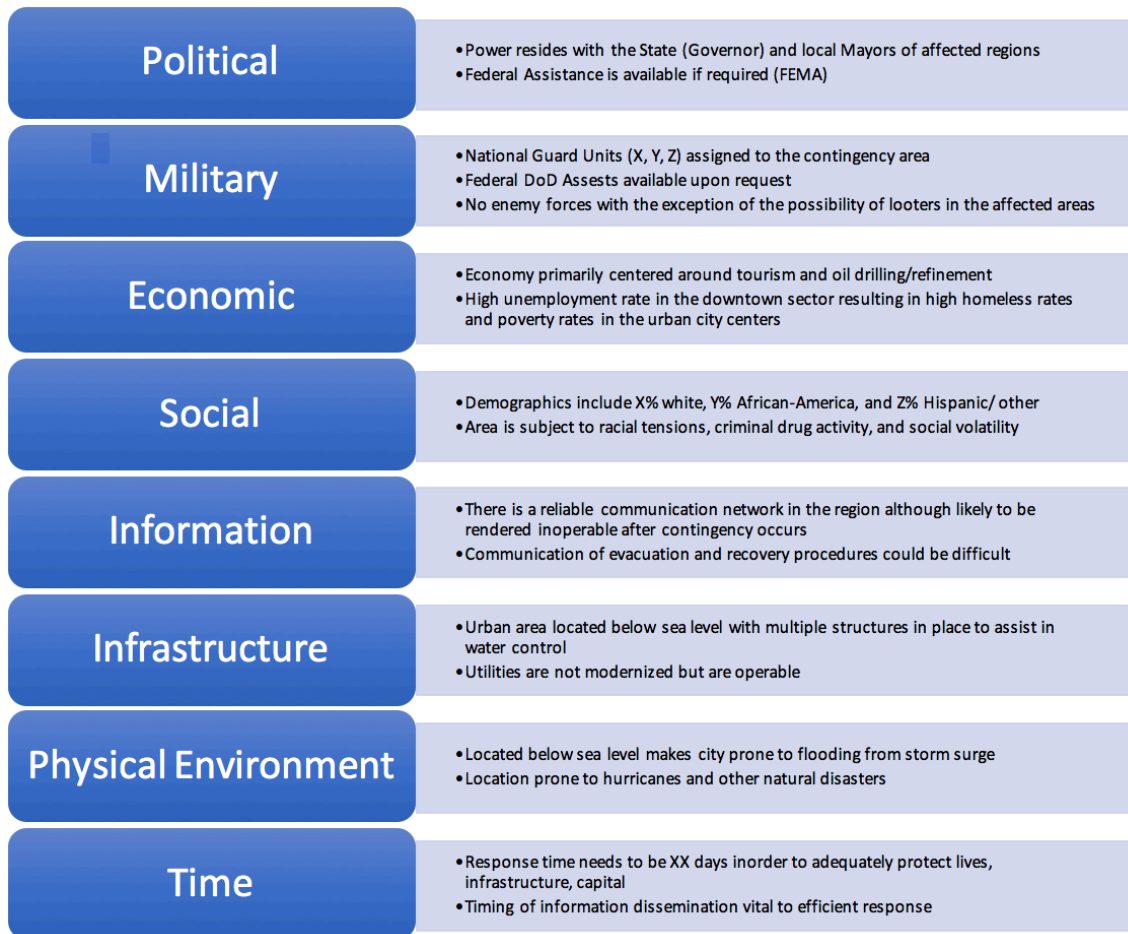 Political
•Power resides with the State (Governor) and local Mayors of affected regions
•Federal Assistance is available if required (FEMA)
Military
•National Guard Units (X, Y, Z) assigned to the contingency area
•Federal DoD Assests available upon request
•No enemy forces with the exception of the possibility of looters in the affected areas
Economic
•Economy primarily centered around tourism and oil drilling/refinement
•High unemployment rate in the downtown sector resulting in high homeless rates
and poverty rates in the urban city centers
Social
•Demographics include X% white, Y% African-America, and Z% Hispanic/ other
•Area is subject to racial tensions, criminal drug activity, and social volatility
Information
•There is a reliable communication network in the region although likely to be
rendered inoperable after contingency occurs
•Communication of evacuation and recovery procedures could be difficult
Infrastructure
•Urban area located below sea level with multiple structures in place to assist in
water control
•Utilities are not modernized but are operable
Physical Environment
•Located below sea level makes city prone to flooding from storm surge
•Location prone to hurricanes and other natural disasters
Time
•Response time needs to be XX days inorder to adequately protect lives,
infrastructure, capital
•Timing of information dissemination vital to efficient response